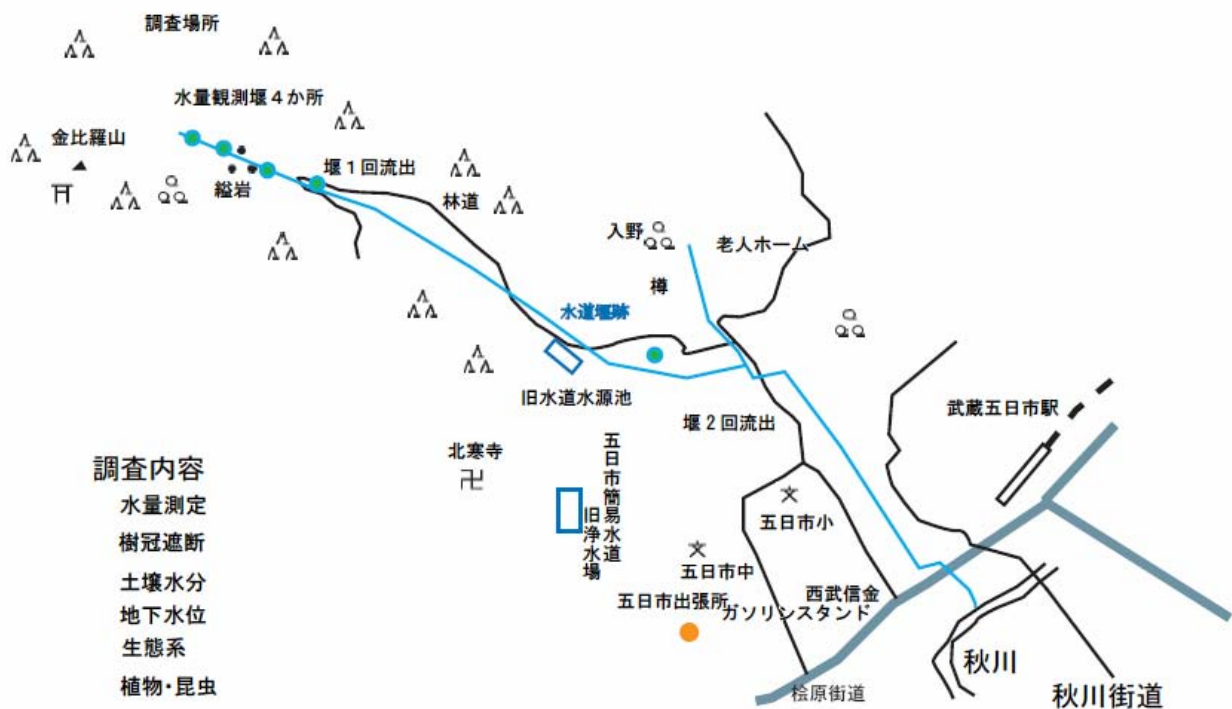 調査場所
水量観測堰4か所
金比羅山
縊岩
堰1回流出
林道
入野
老人ホーム
樽
水道堰跡
旧水道水源池
武蔵五日市駅
堰2回流出
北寒寺
五日市簡易水道
旧浄水場
五日市小
五日市中
西武信金
五日市出張所
ガソリンスタンド
秋川
桧原街道
秋川街道
調査内容
水量測定
樹冠遮断
土壌水分
地下水位
生態系
植物・昆虫